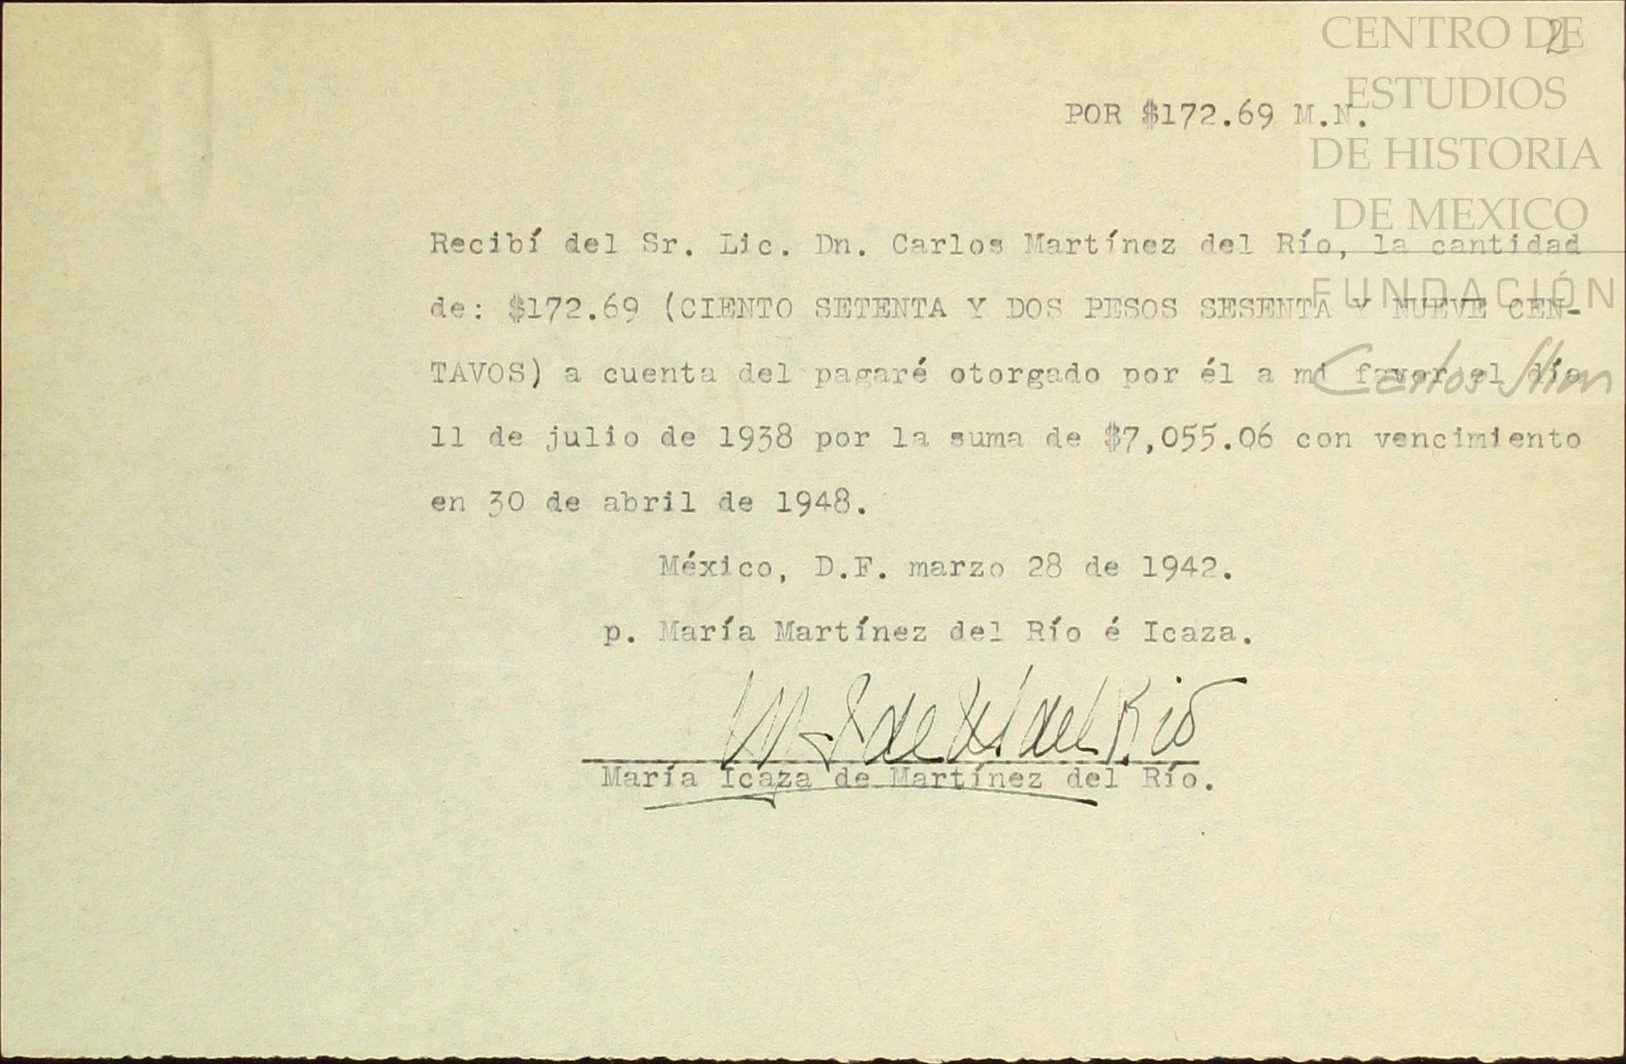 CENTRO DE
2
ESTUDIOS
DE HISTORIA
DE MEXICO
FUNDACIÓN
Carlos Slim
POR $172.69 M.N.
Recibí del Sr. Lic. Dn. Carlos Martínez del Río, la cantidad
de: $172.69 (CIENTO SETENTA Y DOS PESOS SESENTA Y NUEVE CEN-
TAVOS) a cuenta del pagaré otorgado por él a mi favor el día
11 de julio de 1938 por la suma de $7,055.06 con vencimiento
en 30 de abril de 1948.
México, D.F. marzo 28 de 1942.
p. María Martínez del Río é Icaza.
de M. del Río
María Icaza de Martínez del Río.